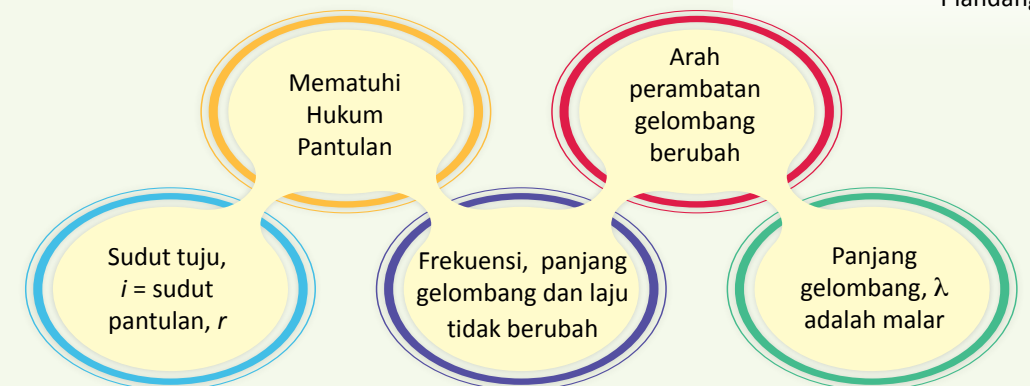 Mematuhi
Hukum
Pantulan
Arah
perambatan
gelombang
berubah
Sudut tuju,
i = sudut
pantulan, r
Frekuensi, panjang
gelombang dan laju
tidak berubah
Panjang
gelombang, λ
adalah malar